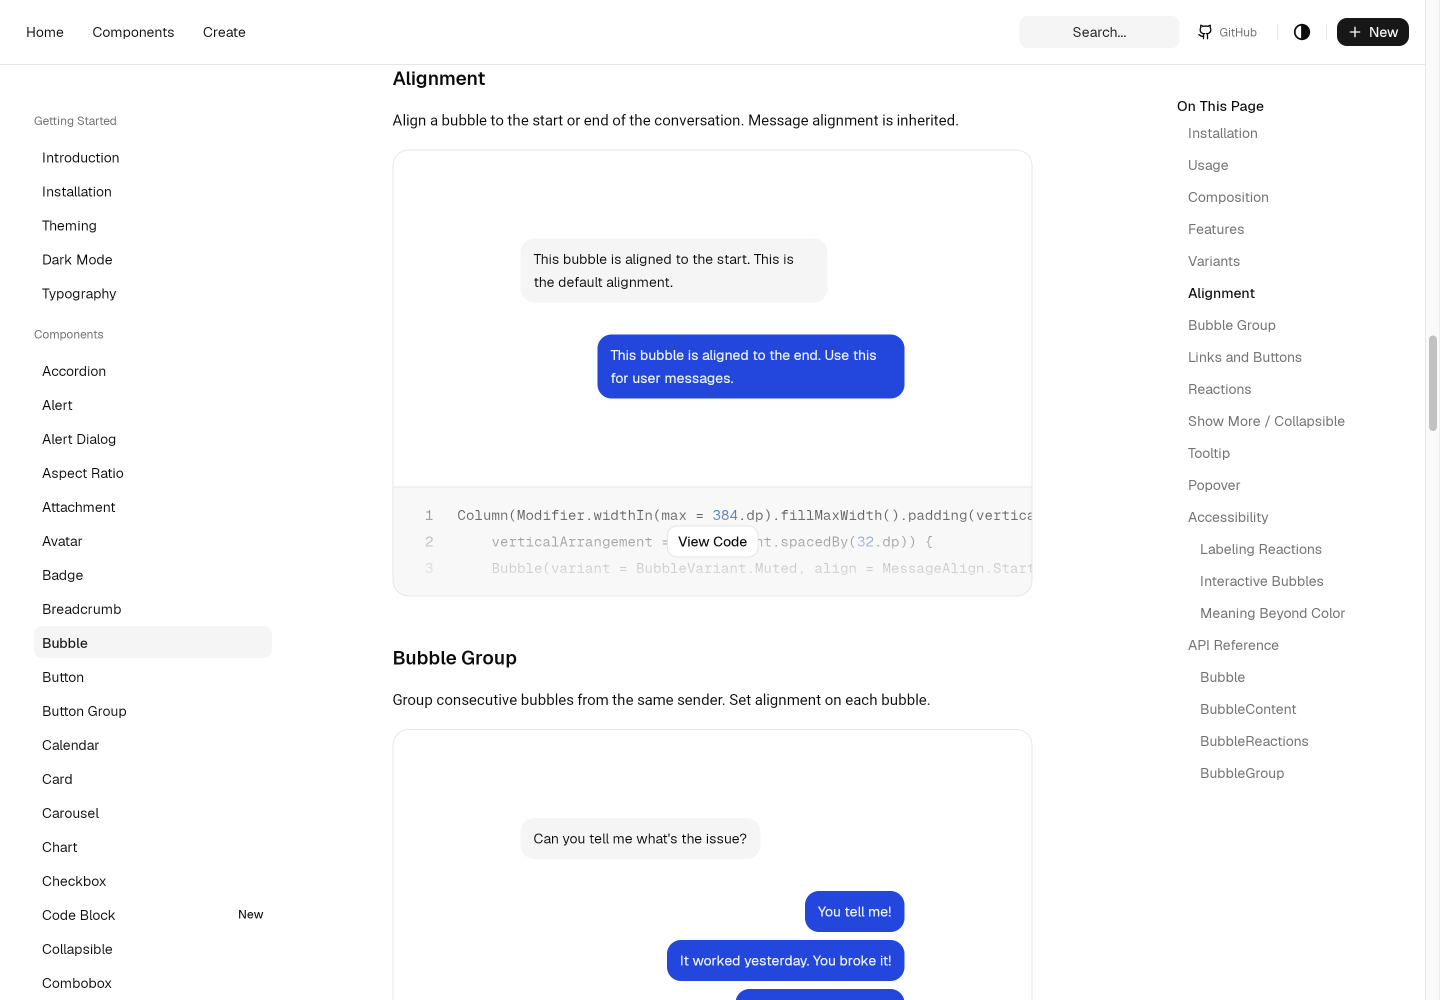 Home
Components
Create
Search...
GitHub
New
Getting Started
Introduction
Installation
Theming
Dark Mode
Typography
Components
Accordion
Alert
Alert Dialog
Aspect Ratio
Attachment
Avatar
Badge
Breadcrumb
Bubble
Button
Button Group
Calendar
Card
Carousel
Chart
Checkbox
Code Block
New
Collapsible
Combobox
Alignment
Align a bubble to the start or end of the conversation. Message alignment is inherited.
This bubble is aligned to the start. This is
the default alignment.
This bubble is aligned to the end. Use this
for user messages.
1 Column(Modifier.widthIn(max = 384.dp).fillMaxWidth().padding(vertica
2 verticalArrangement = nt.spacedBy(32.dp)) {
View Code
3 Bubble(variant = BubbleVariant.Muted, align = MessageAlign.Start
Bubble Group
Group consecutive bubbles from the same sender. Set alignment on each bubble.
Can you tell me what's the issue?
You tell me!
It worked yesterday. You broke it!
On This Page
Installation
Usage
Composition
Features
Variants
Alignment
Bubble Group
Links and Buttons
Reactions
Show More / Collapsible
Tooltip
Popover
Accessibility
Labeling Reactions
Interactive Bubbles
Meaning Beyond Color
API Reference
Bubble
BubbleContent
BubbleReactions
BubbleGroup